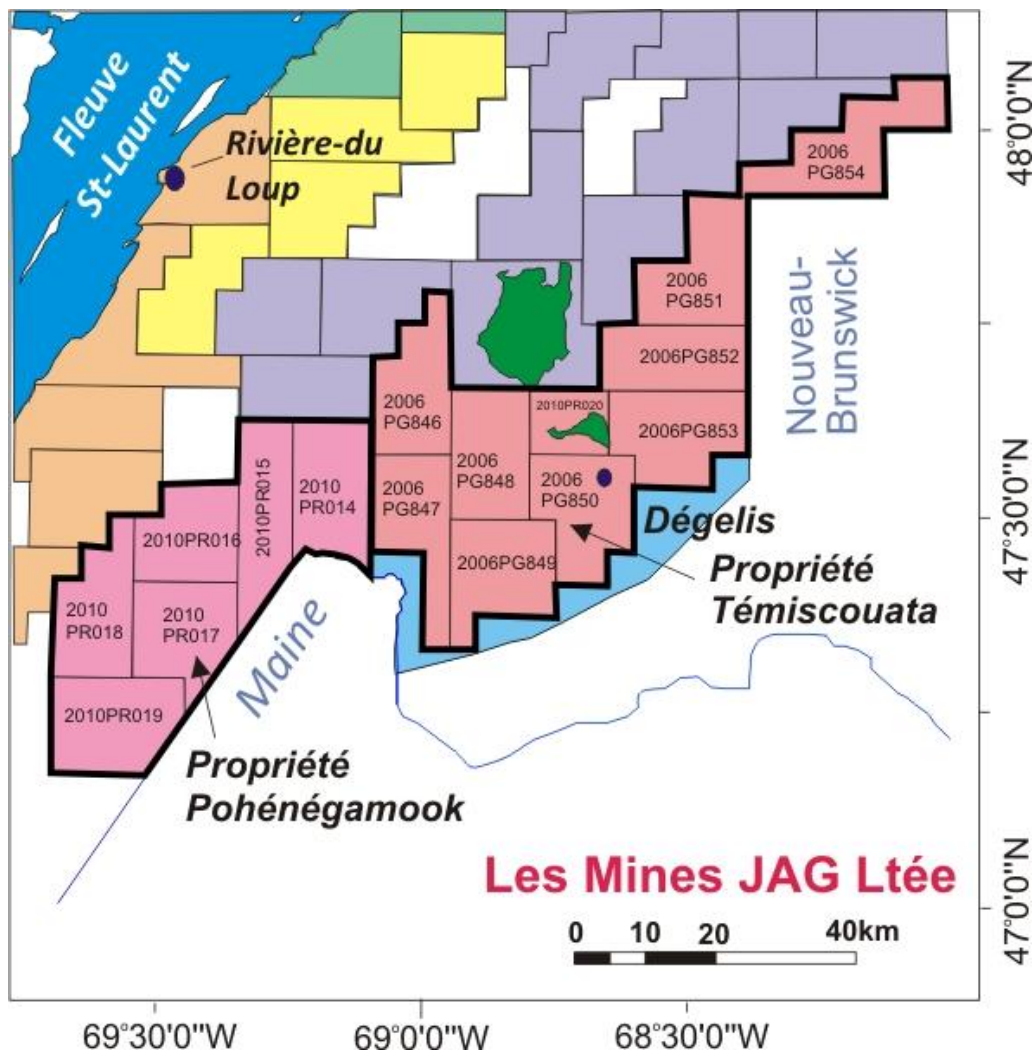 Fleuve
St-Laurent
Rivière-du
Loup
2006
PG854
48°0'0"N
2006
PG851
Nouveau-
Brunswick
2006PG852
2006
PG846
2010PR020
2006PG853
2006
PG848
2006
PG847
2006
PG850
2010PR015
2010
PR014
2010PR016
Dégelis
47°30'0"N
2006PG849
Propriété
Témiscouata
2010
PR018
2010
PR017
Maine
2010PR019
Propriété
Pohénégamook
Les Mines JAG Ltée
0 10 20 40km
47°0'0"N
69°30'0"W 69°0'0"W 68°30'0"W